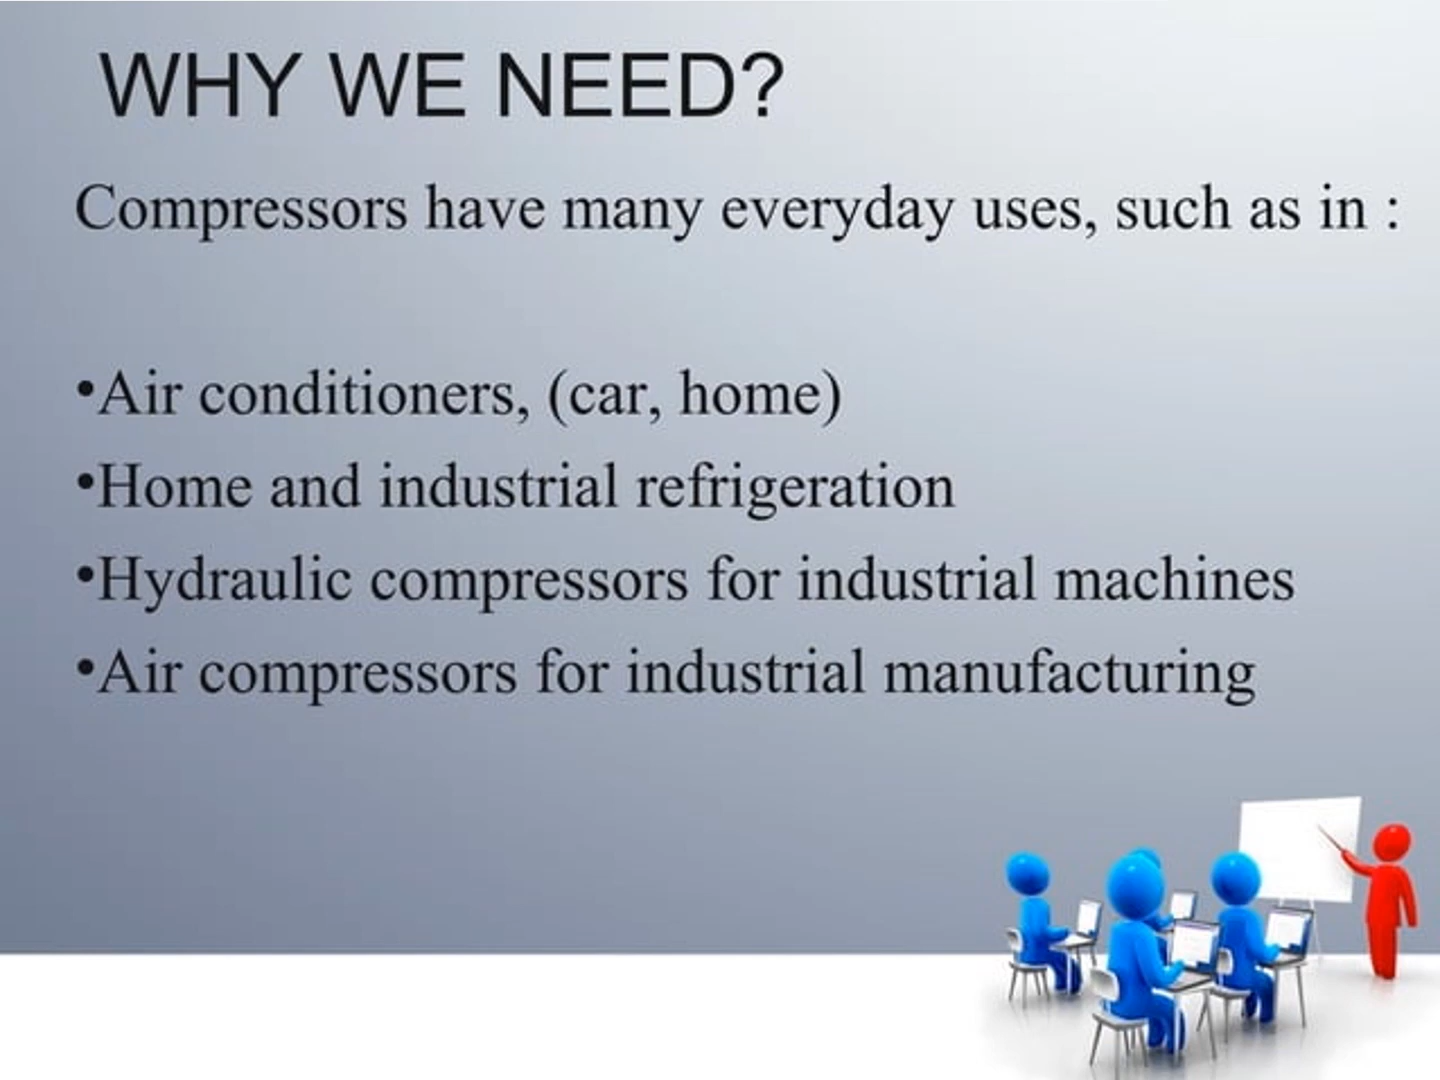 WHY WE NEED?
Compressors have many everyday uses, such as in :
•Air conditioners, (car, home)
•Home and industrial refrigeration
•Hydraulic compressors for industrial machines
•Air compressors for industrial manufacturing